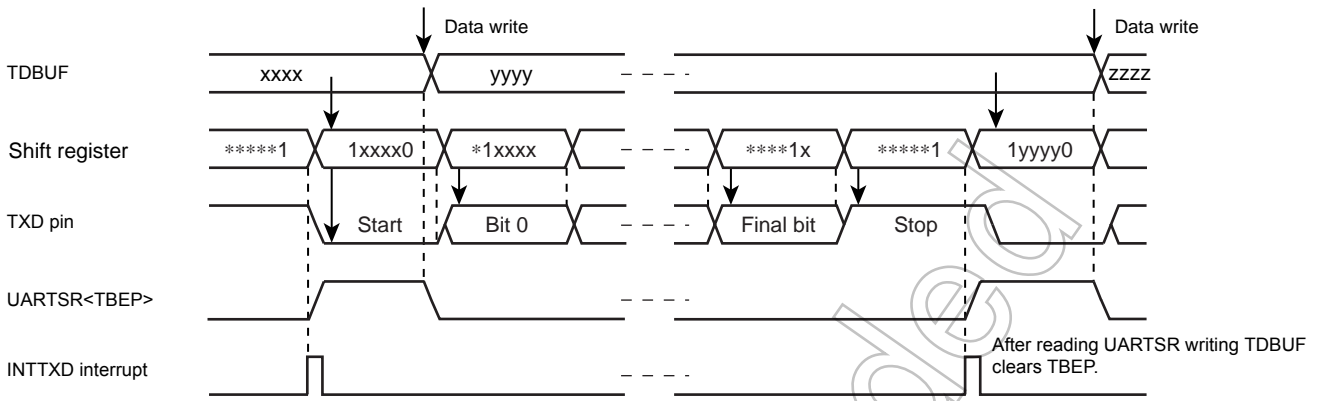 Data write Data write
TDBUF xxxx yyyy zzzz
Shift register *****1 1xxxx0 *1xxxx ****1x *****1 1yyyy0
TXD pin Start Bit 0 Final bit Stop
UARTSR<TBEP>
After reading UARTSR writing TDBUF
INTTXD interrupt clears TBEP.